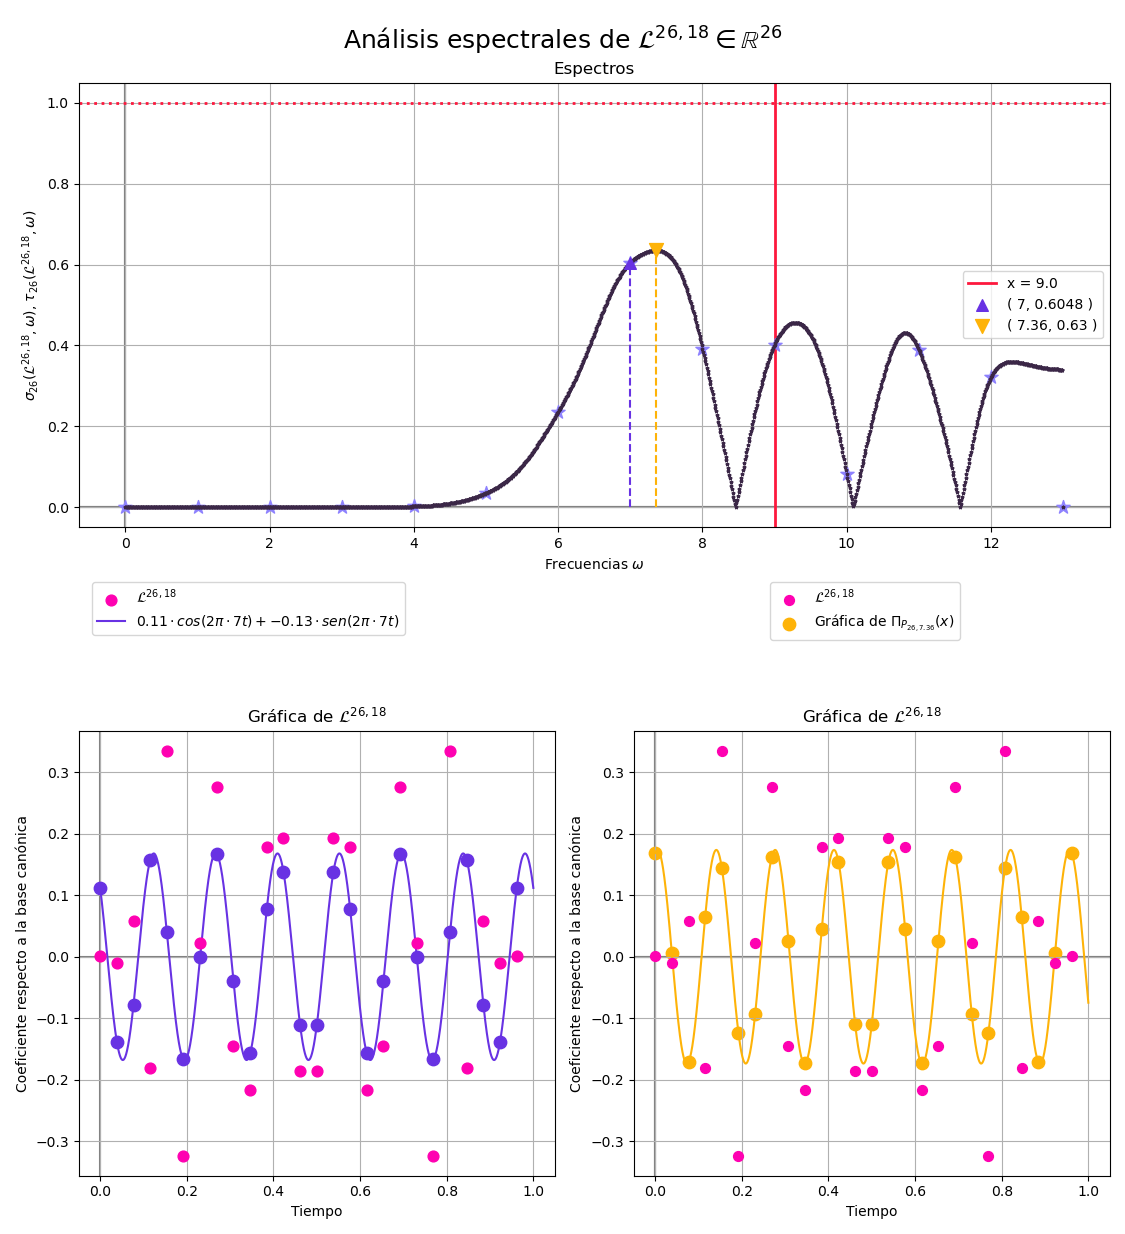 Análisis espectrales de 𝓛^{26,18} ∈ ℝ^{26}
Espectros
σ_{26}(𝓛^{26,18}, ω), τ_{26}(𝓛^{26,18}, ω)
1.0
0.8
0.6
0.4
0.2
0.0
x = 9.0
( 7, 0.6048 )
( 7.36, 0.63 )
0 2 4 6 8 10 12
Frecuencias ω
𝓛^{26,18}
0.11 · cos(2π · 7t) + −0.13 · sen(2π · 7t)
𝓛^{26,18}
Gráfica de Π_{P_{26,7.36}}(x)
Gráfica de 𝓛^{26,18}
Coeficiente respecto a la base canónica
0.3
0.2
0.1
0.0
−0.1
−0.2
−0.3
0.0 0.2 0.4 0.6 0.8 1.0
Tiempo
Gráfica de 𝓛^{26,18}
Coeficiente respecto a la base canónica
0.3
0.2
0.1
0.0
−0.1
−0.2
−0.3
0.0 0.2 0.4 0.6 0.8 1.0
Tiempo